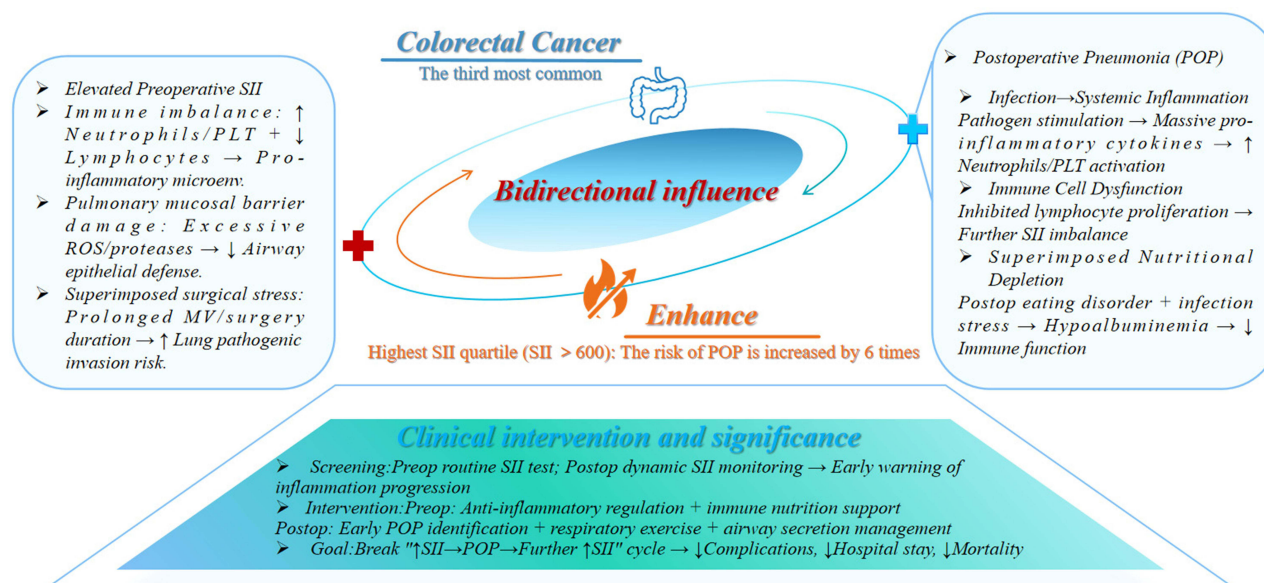 Colorectal Cancer
The third most common
➤ Elevated Preoperative SII
➤ Immune imbalance: ↑
Neutrophils/PLT + ↓
Lymphocytes → Pro-
inflammatory microenv.
➤ Pulmonary mucosal barrier
damage: Excessive
ROS/proteases → ↓ Airway
epithelial defense.
➤ Superimposed surgical stress:
Prolonged MV/surgery
duration → ↑ Lung pathogenic
invasion risk.
Bidirectional influence
Enhance
Highest SII quartile (SII > 600): The risk of POP is increased by 6 times
➤ Postoperative Pneumonia (POP)
➤ Infection→Systemic Inflammation
Pathogen stimulation → Massive pro-
inflammatory cytokines → ↑
Neutrophils/PLT activation
➤ Immune Cell Dysfunction
Inhibited lymphocyte proliferation →
Further SII imbalance
➤ Superimposed Nutritional
Depletion
Postop eating disorder + infection
stress → Hypoalbuminemia → ↓
Immune function
Clinical intervention and significance
➤ Screening:Preop routine SII test; Postop dynamic SII monitoring → Early warning of
inflammation progression
➤ Intervention:Preop: Anti-inflammatory regulation + immune nutrition support
Postop: Early POP identification + respiratory exercise + airway secretion management
➤ Goal:Break "↑SII→POP→Further ↑SII" cycle → ↓Complications, ↓Hospital stay, ↓Mortality